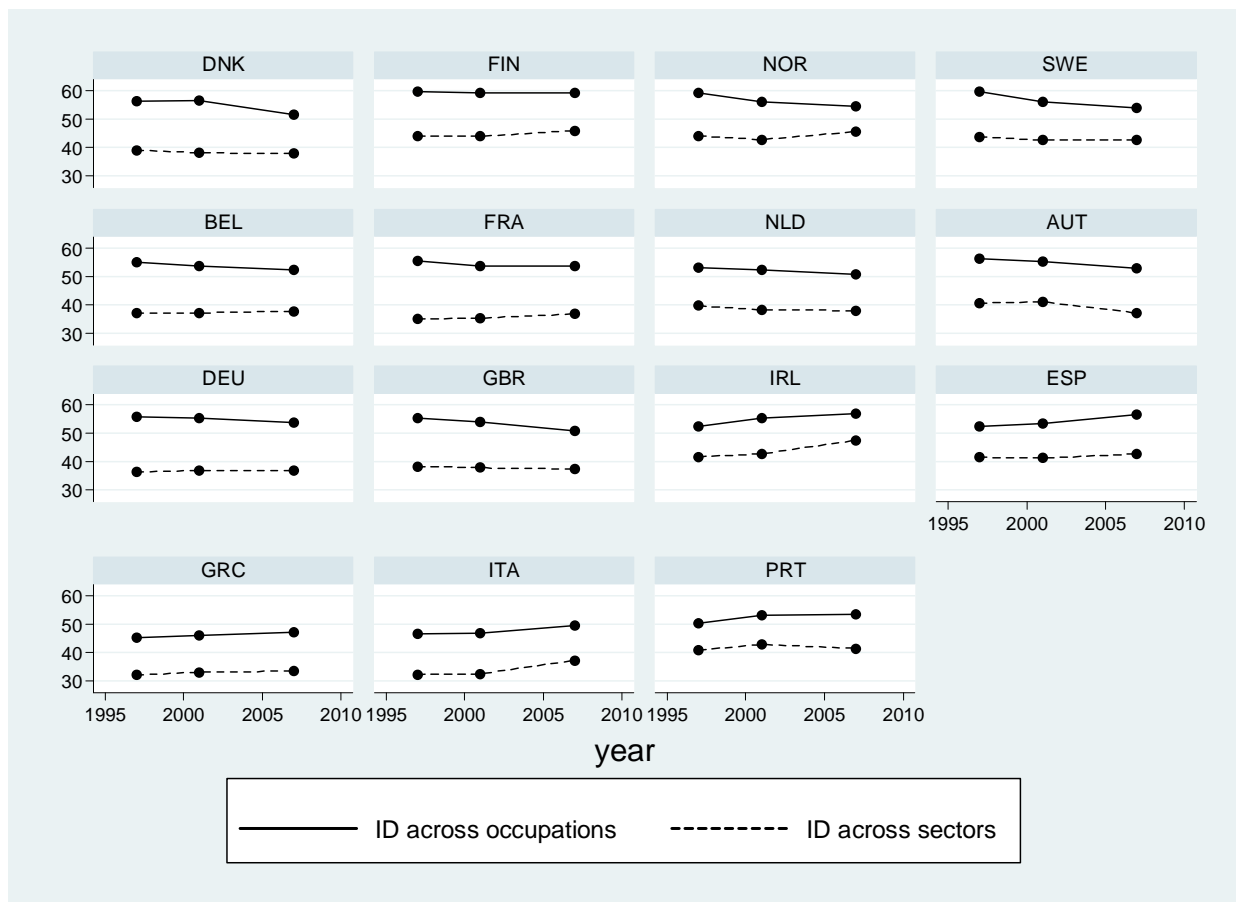 DNK FIN NOR SWE
60
50
40
30
BEL FRA NLD AUT
60
50
40
30
DEU GBR IRL ESP
60
50
40
30
1995 2000 2005 2010
GRC ITA PRT
60
50
40
30
1995 2000 2005 2010 1995 2000 2005 2010 1995 2000 2005 2010
year
ID across occupations ID across sectors